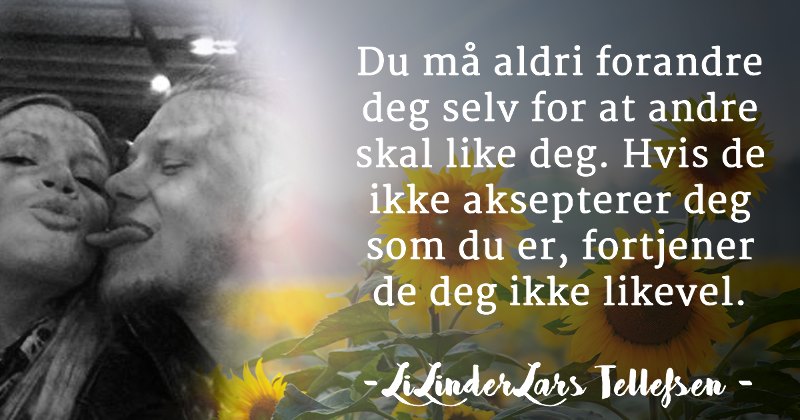 Du må aldri forandre
deg selv for at andre
skal like deg. Hvis de
ikke aksepterer deg
som du er, fortjener
de deg ikke likevel.
-LiLinderLars Tellefsen -